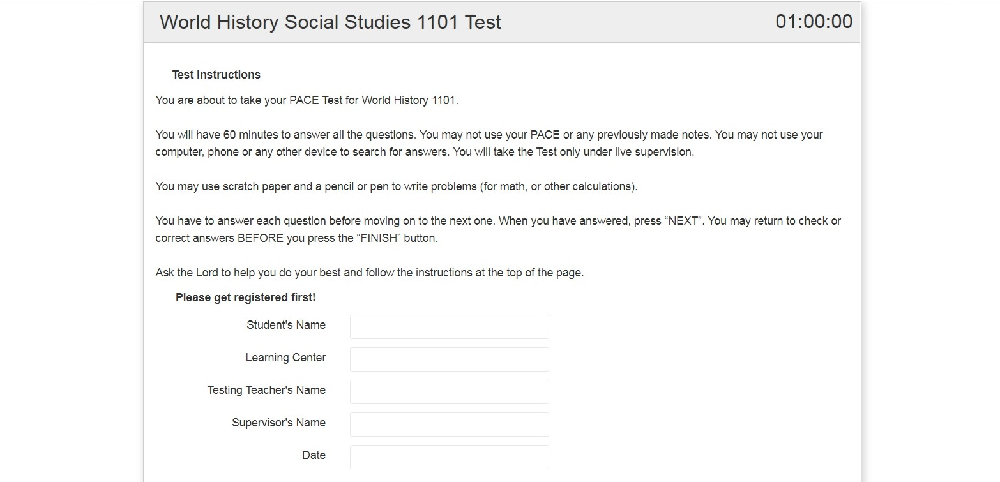 World History Social Studies 1101 Test
01:00:00
Test Instructions
You are about to take your PACE Test for World History 1101.
You will have 60 minutes to answer all the questions. You may not use your PACE or any previously made notes. You may not use your
computer, phone or any other device to search for answers. You will take the Test only under live supervision.
You may use scratch paper and a pencil or pen to write problems (for math, or other calculations).
You have to answer each question before moving on to the next one. When you have answered, press “NEXT”. You may return to check or
correct answers BEFORE you press the “FINISH” button.
Ask the Lord to help you do your best and follow the instructions at the top of the page.
Please get registered first!
Student's Name
Learning Center
Testing Teacher's Name
Supervisor's Name
Date